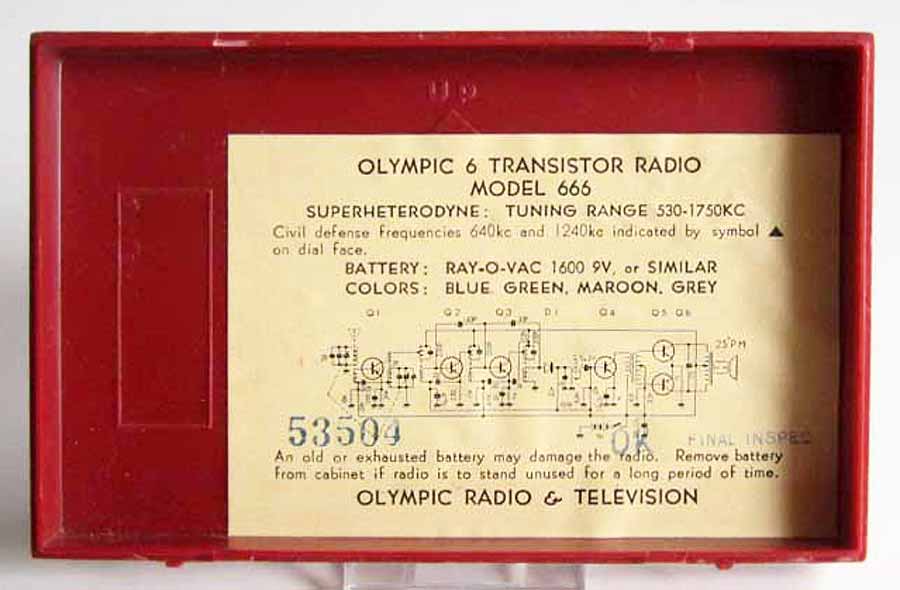 Up
OLYMPIC 6 TRANSISTOR RADIO
MODEL 666
SUPERHETERODYNE: TUNING RANGE 530-1750KC
Civil defense frequencies 640kc and 1240kc indicated by symbol ▲
on dial face.
BATTERY: RAY-O-VAC 1600 9V, or SIMILAR
COLORS: BLUE GREEN, MAROON, GREY
Q1 Q2 Q3 D1 Q4 Q5 Q6
2.5"PM
53504 OK FINAL INSPEC
An old or exhausted battery may damage the radio. Remove battery
from cabinet if radio is to stand unused for a long period of time.
OLYMPIC RADIO & TELEVISION